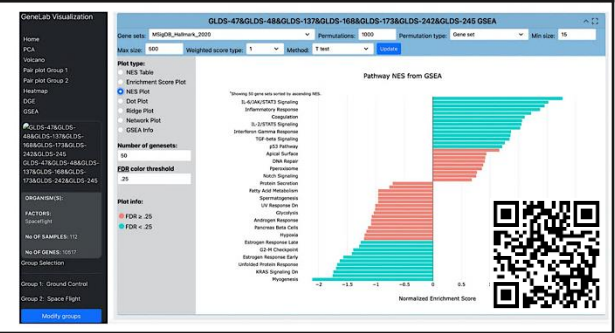 GeneLab Visualization
Home
PCA
Volcano
Pair plot Group 1
Pair plot Group 2
Heatmap
DGE
GSEA
GLDS-47&GLDS-
48&GLDS-137&GLDS-
168&GLDS-173&GLDS-
242&GLDS-245
GLDS-47&GLDS-48&GLDS-
137&GLDS-168&GLDS-
173&GLDS-242&GLDS-245
ORGANISM(S):
FACTORS:
Spaceflight
No OF SAMPLES: 112
No OF GENES: 10517
Group Selection
Group 1: Ground Control
Group 2: Space Flight
Modify groups
GLDS-47&GLDS-48&GLDS-137&GLDS-168&GLDS-173&GLDS-242&GLDS-245 GSEA
Gene sets: MSigDB_Hallmark_2020 Permutations: 1000 Permutation type: Gene set Min size: 15
Max size: 500 Weighted score type: 1 Method: T test Update
Plot type:
NES Table
Enrichment Score Plot
NES Plot
Dot Plot
Ridge Plot
Network Plot
GSEA Info
Number of genesets:
50
FDR color threshold
.25
Plot info:
FDR ≥ .25
FDR < .25
Pathway NES from GSEA
*Showing 50 gene sets sorted by ascending NES.
IL-6/JAK/STAT3 Signaling
Inflammatory Response
Coagulation
IL-2/STAT5 Signaling
Interferon Gamma Response
TGF-beta Signaling
p53 Pathway
Apical Surface
DNA Repair
Pperoxisome
Notch Signaling
Protein Secretion
Fatty Acid Metabolism
Spermatogenesis
UV Response Dn
Glycolysis
Androgen Response
Pancreas Beta Cells
Hypoxia
Estrogen Response Late
G2-M Checkpoint
Estrogen Response Early
Unfolded Protein Response
KRAS Signaling Dn
Myogenesis
−2 −1.5 −1 −0.5 0 0.5 1
Normalized Enrichment Score